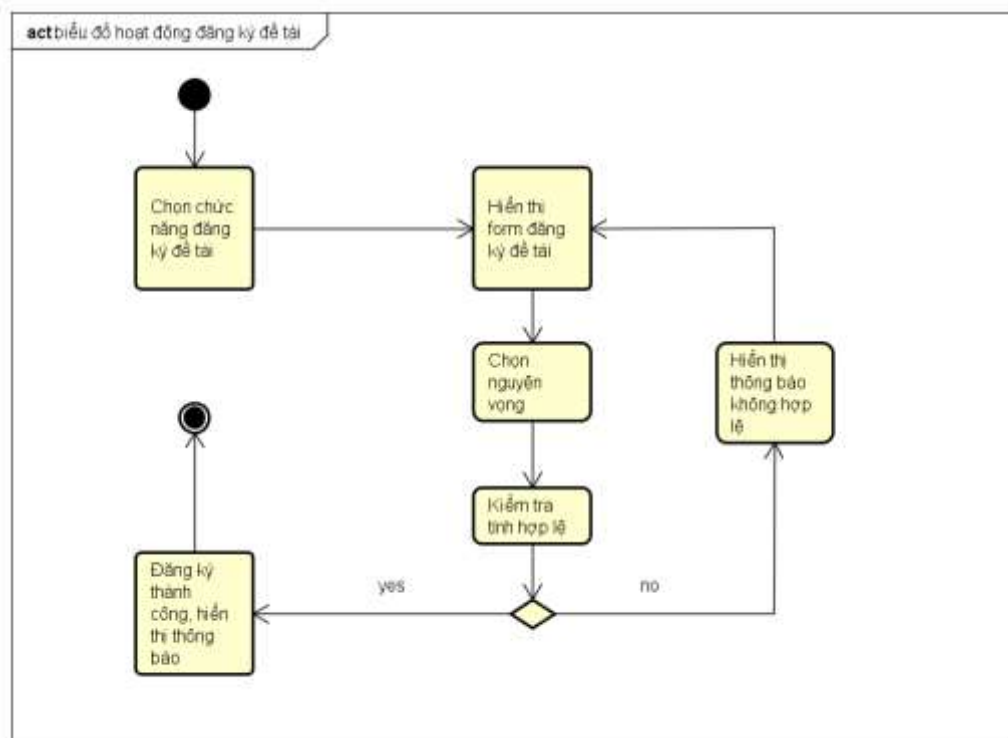 act biểu đồ hoạt động đăng ký đề tài
Chọn chức
năng đăng
ký đề tài
Hiển thị
form đăng
ký đề tài
Chọn
nguyện
vọng
Hiển thị
thông báo
không hợp
lệ
Kiểm tra
tính hợp lệ
Đăng ký
thành
công, hiển
thị thông
báo
yes
no